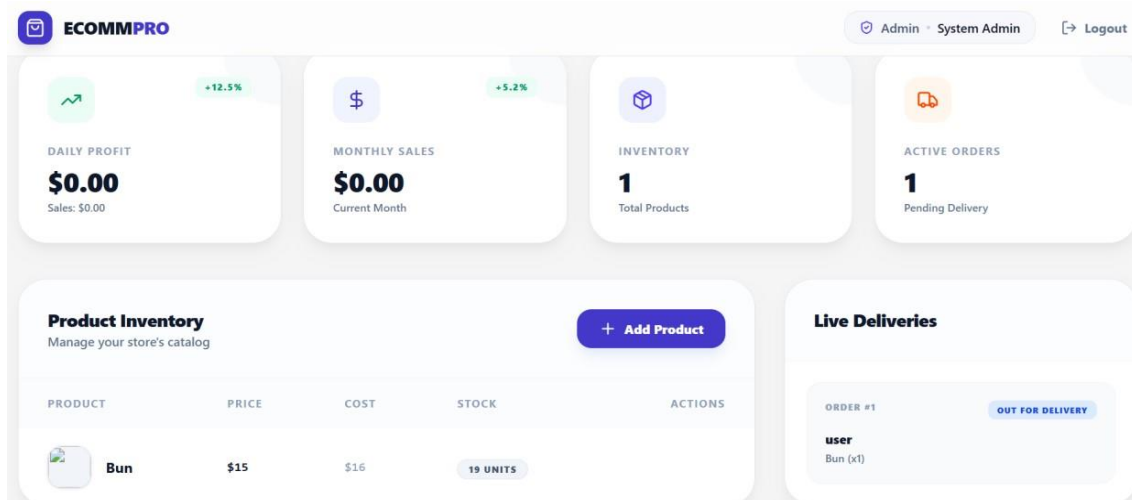 ECOMMPRO
Admin • System Admin
Logout
+12.5%
DAILY PROFIT
$0.00
Sales: $0.00
+5.2%
MONTHLY SALES
$0.00
Current Month
INVENTORY
1
Total Products
ACTIVE ORDERS
1
Pending Delivery
Product Inventory
Manage your store's catalog
+ Add Product
PRODUCT PRICE COST STOCK ACTIONS
Bun $15 $16 19 UNITS
Live Deliveries
ORDER #1 OUT FOR DELIVERY
user
Bun (x1)